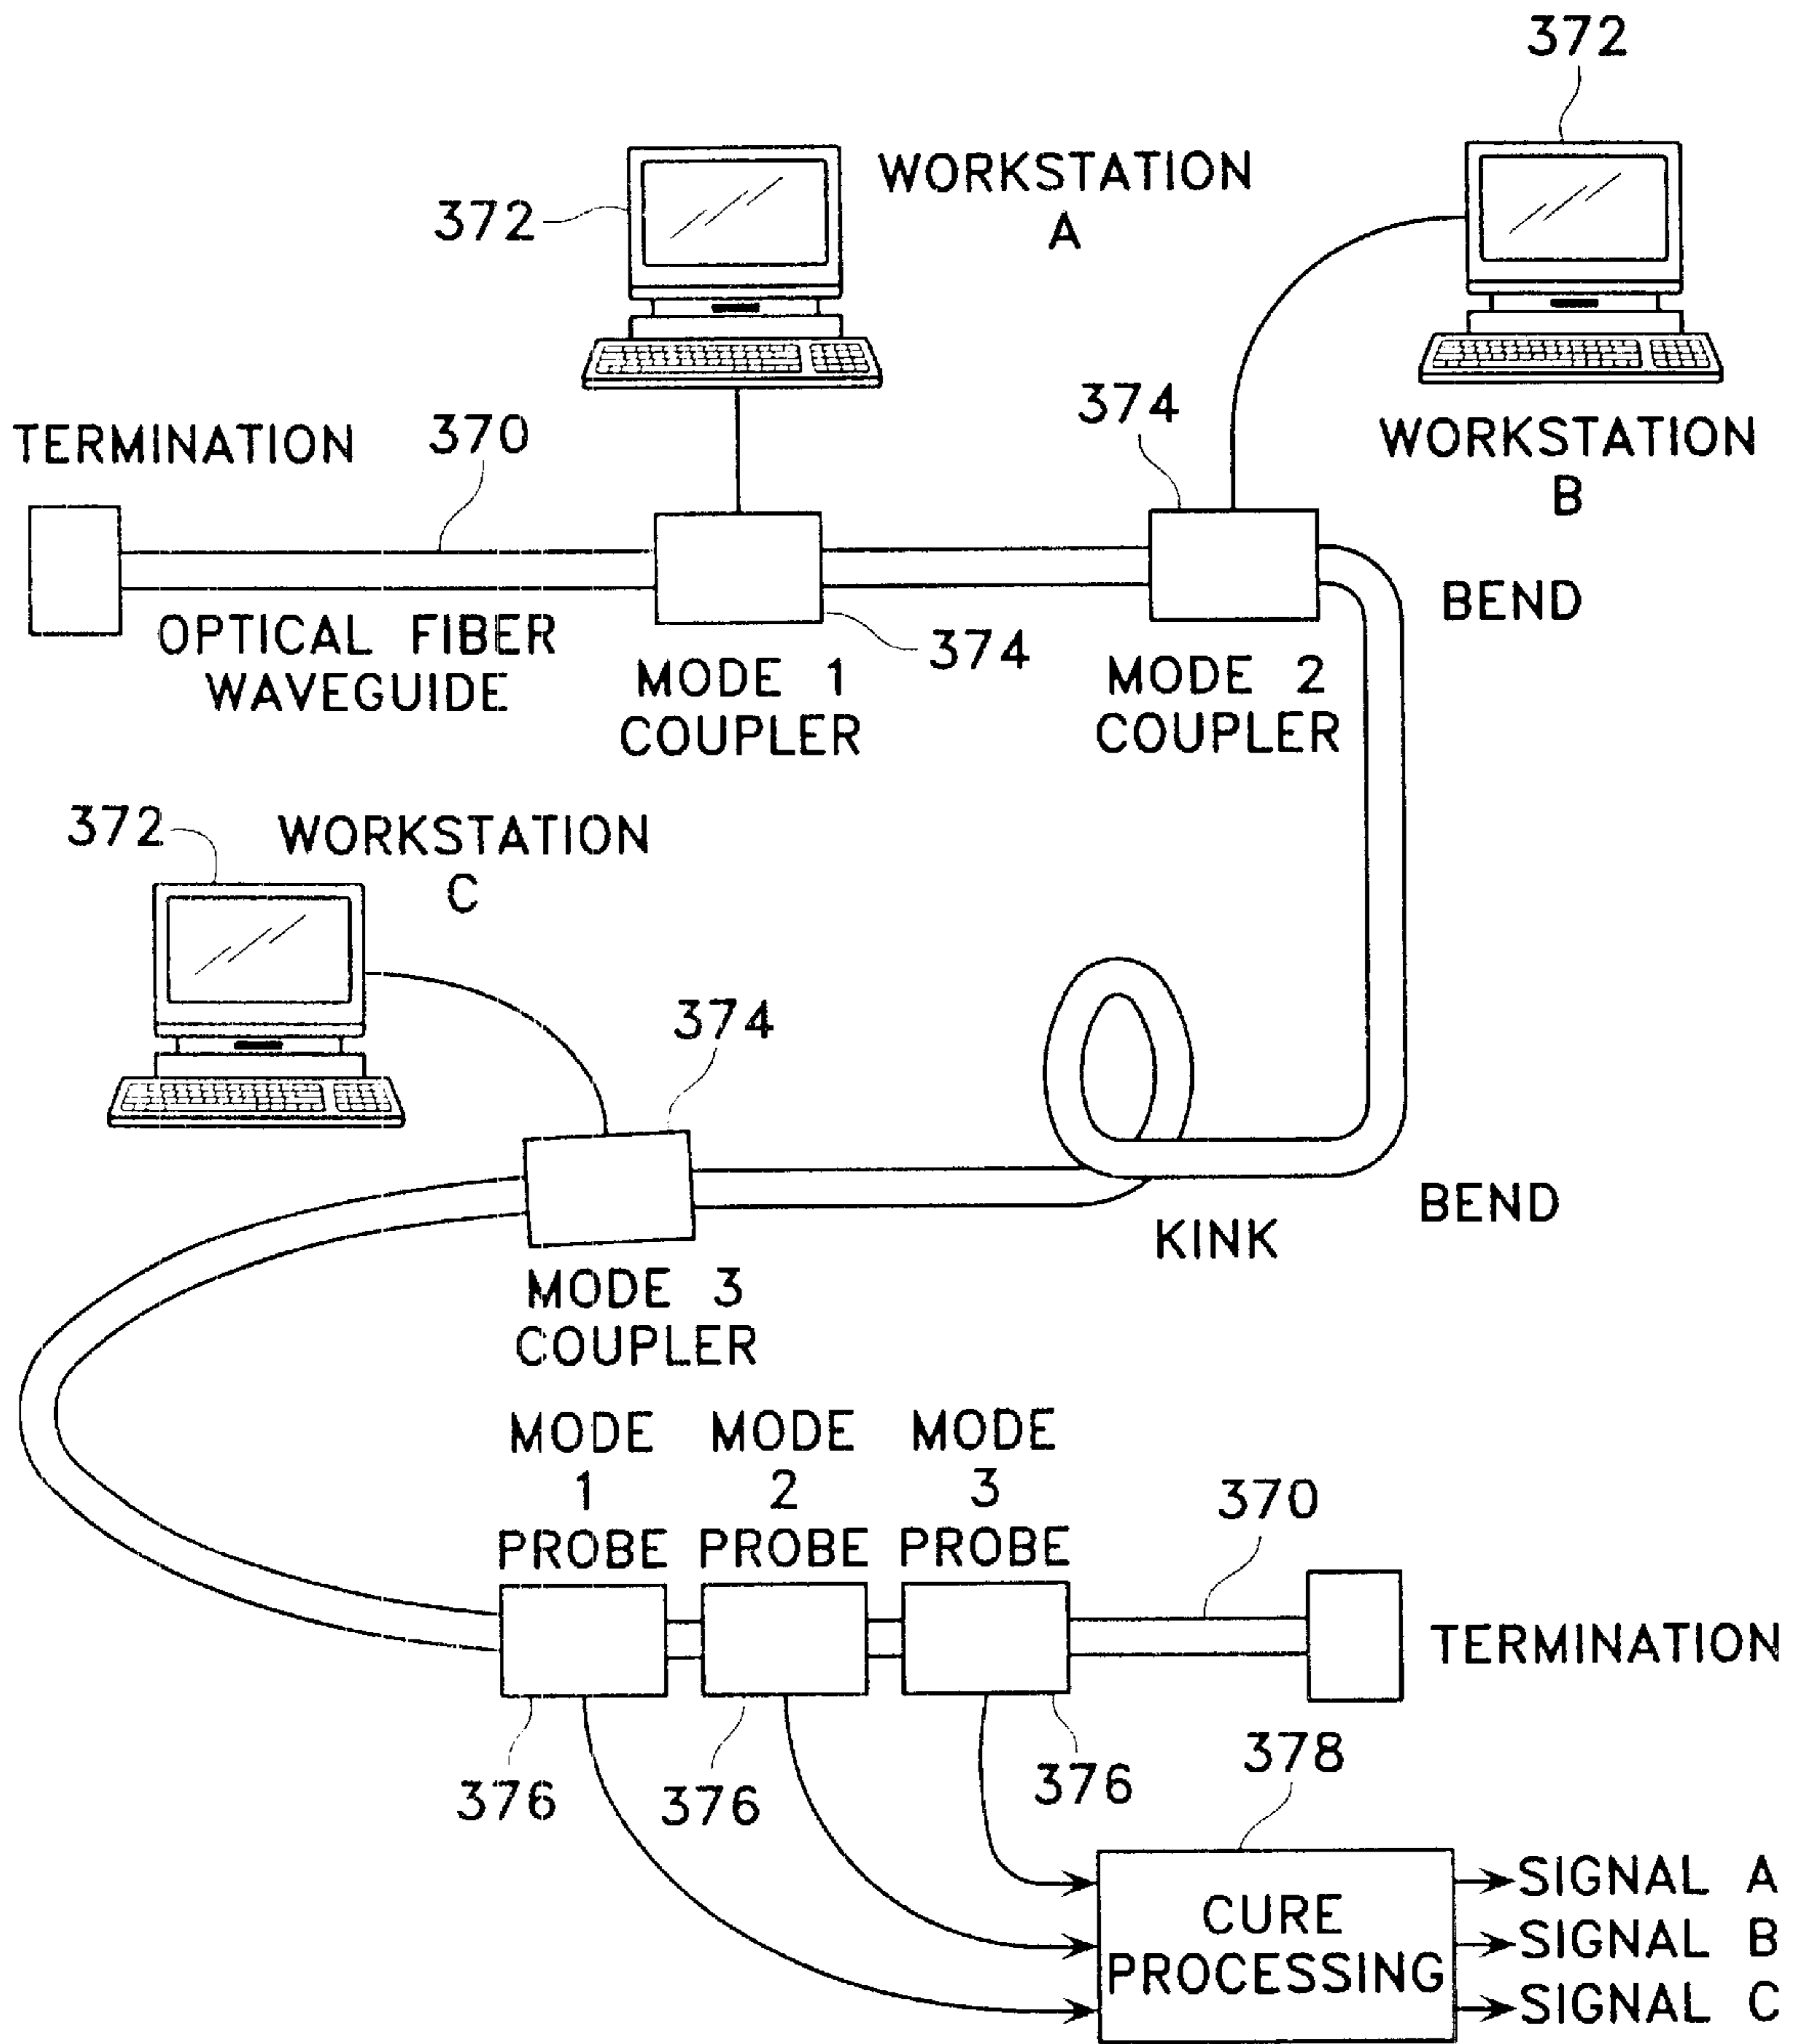 372
372
WORKSTATION
A
374
WORKSTATION
B
TERMINATION
370
OPTICAL FIBER
WAVEGUIDE
374
MODE 1
COUPLER
MODE 2
COUPLER
BEND
372
WORKSTATION
C
374
BEND
KINK
MODE 3
COUPLER
MODE
1
PROBE
MODE
2
PROBE
MODE
3
PROBE
370
TERMINATION
376
376
376
378
CURE
PROCESSING
SIGNAL A
SIGNAL B
SIGNAL C